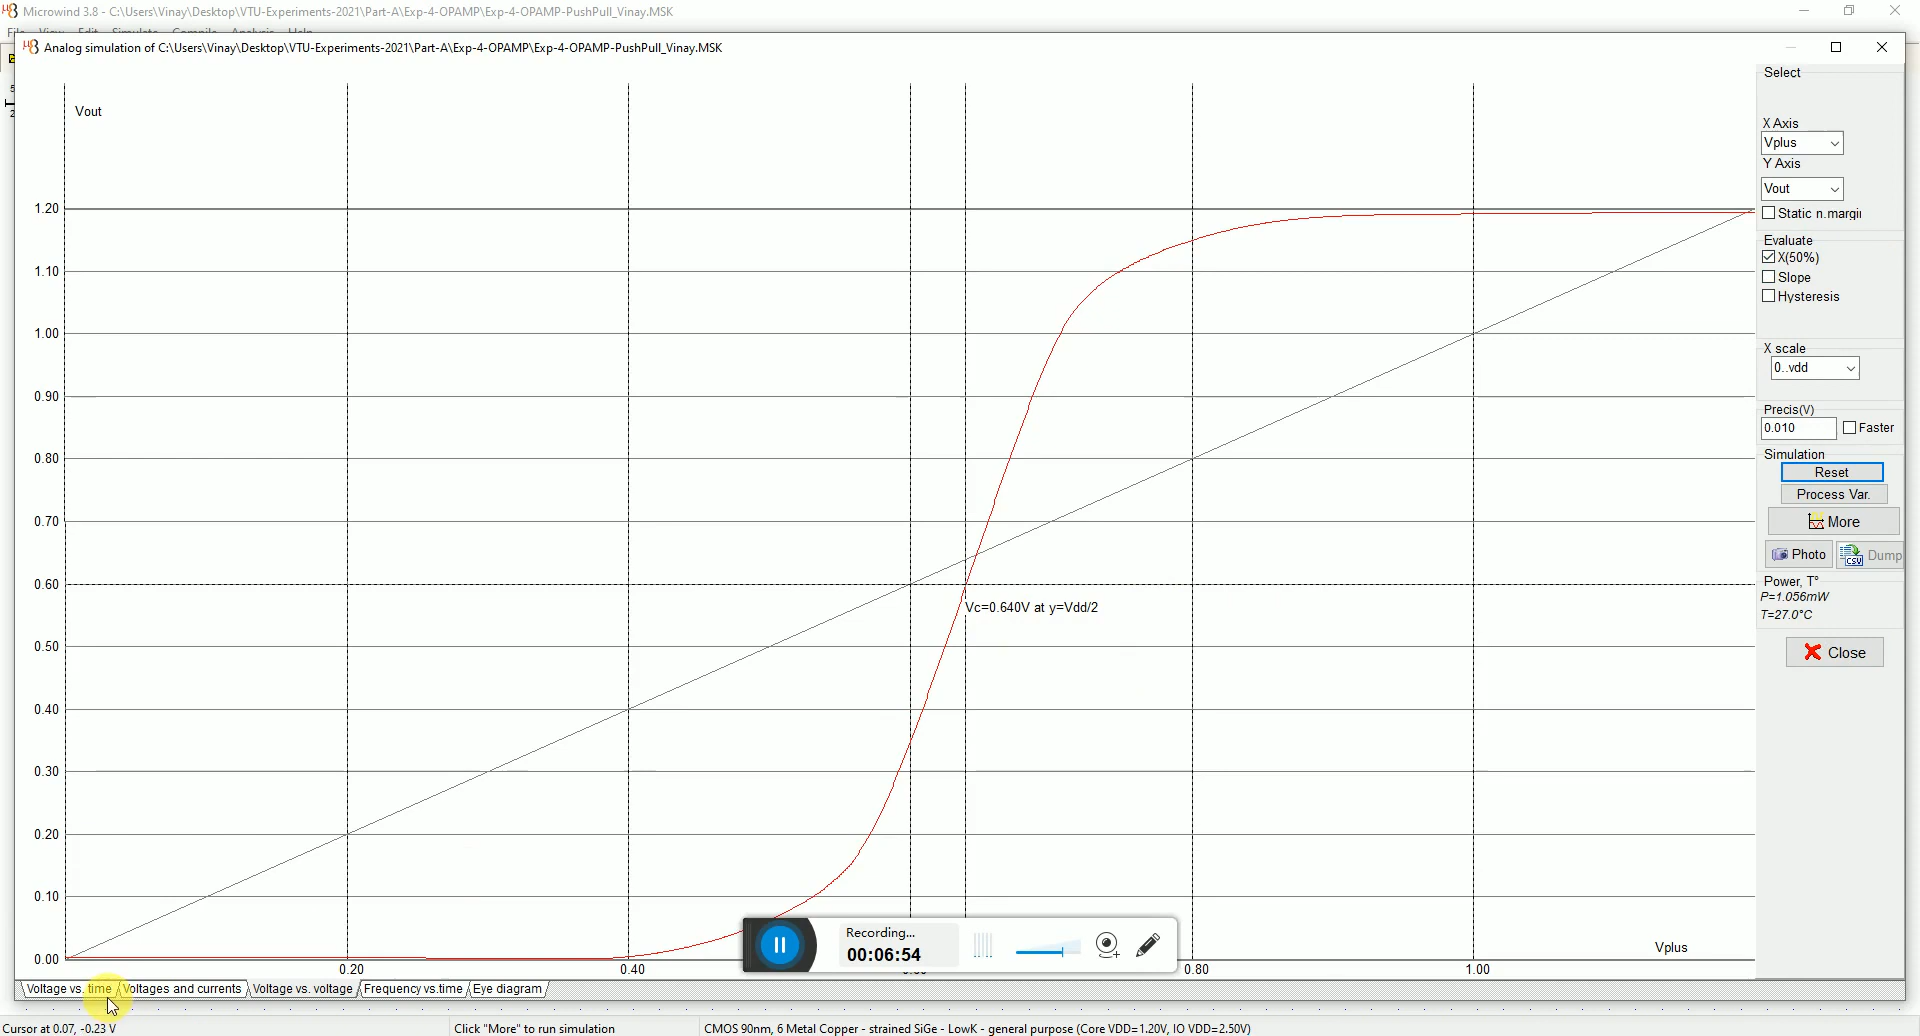 Microwind 3.8 - C:\Users\Vinay\Desktop\VTU-Experiments-2021\Part-A\Exp-4-OPAMP\Exp-4-OPAMP-PushPull_Vinay.MSK
Analog simulation of C:\Users\Vinay\Desktop\VTU-Experiments-2021\Part-A\Exp-4-OPAMP\Exp-4-OPAMP-PushPull_Vinay.MSK
Select
Vout
X Axis
Vplus
Y Axis
Vout
Static n.margin
Evaluate
X(50%)
Slope
Hysteresis
X scale
0..vdd
Precis(V)
0.010
Faster
Simulation
Reset
Process Var.
More
Photo
CSV Dump
Power, T°
P=1.056mW
T=27.0°C
Close
1.20
1.10
1.00
0.90
0.80
0.70
0.60
0.50
0.40
0.30
0.20
0.10
0.00
Vc=0.640V at y=Vdd/2
Vplus
0.20
0.40
0.80
1.00
Recording...
00:06:54
Voltage vs. time
Voltages and currents
Voltage vs. voltage
Frequency vs.time
Eye diagram
Cursor at 0.07, -0.23 V
Click "More" to run simulation
CMOS 90nm, 6 Metal Copper - strained SiGe - LowK - general purpose (Core VDD=1.20V, IO VDD=2.50V)